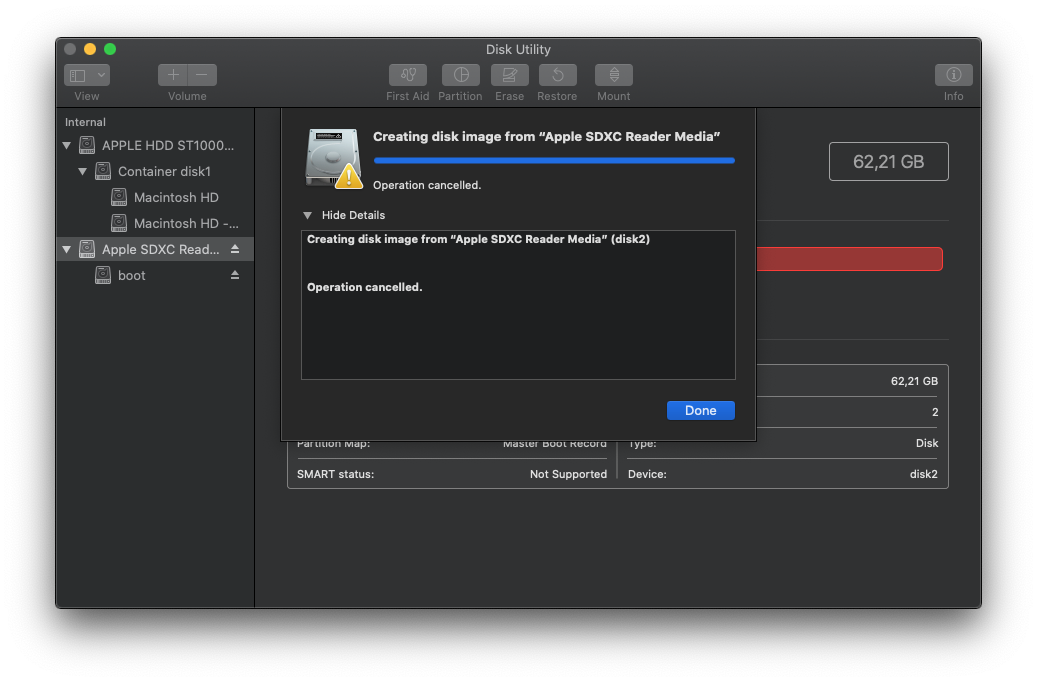 Disk Utility
View
Volume
First Aid
Partition
Erase
Restore
Mount
Info
Internal
APPLE HDD ST1000...
Container disk1
Macintosh HD
Macintosh HD -...
Apple SDXC Read...
boot
Creating disk image from “Apple SDXC Reader Media”
Operation cancelled.
Hide Details
Creating disk image from “Apple SDXC Reader Media” (disk2)
Operation cancelled.
Done
62,21 GB
62,21 GB
2
Partition Map: Master Boot Record
Type: Disk
SMART status: Not Supported
Device: disk2